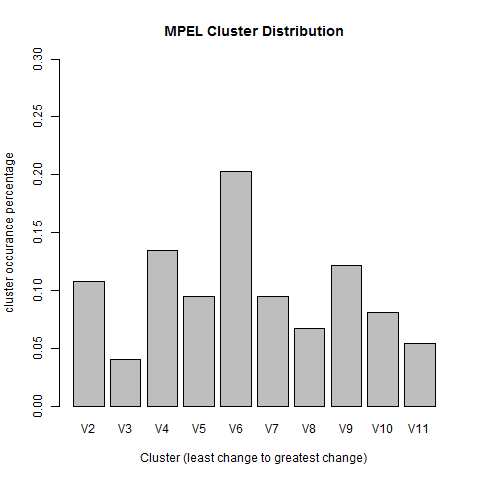 MPEL Cluster Distribution
cluster occurance percentage
0.30
0.25
0.20
0.15
0.10
0.05
0.00
V2 V3 V4 V5 V6 V7 V8 V9 V10 V11
Cluster (least change to greatest change)